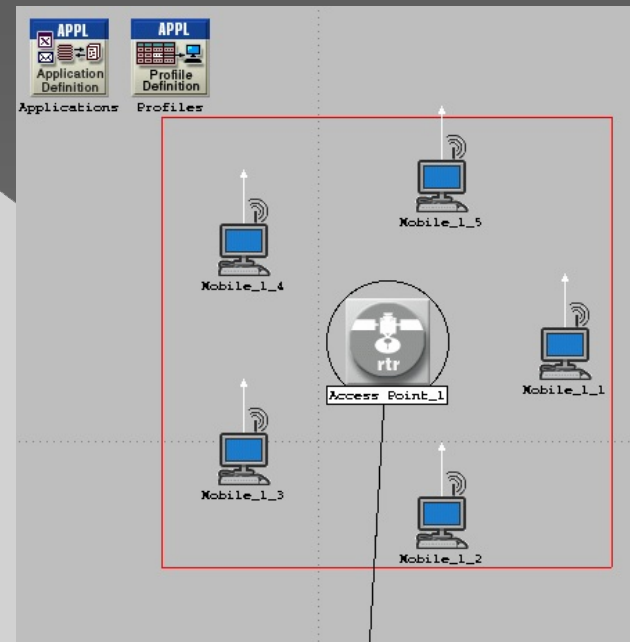 APPL
Application
Definition
Applications
APPL
Profile
Definition
Profiles
Mobile_1_5
Mobile_1_4
rtr
Access Point_1
Mobile_1_1
Mobile_1_3
Mobile_1_2